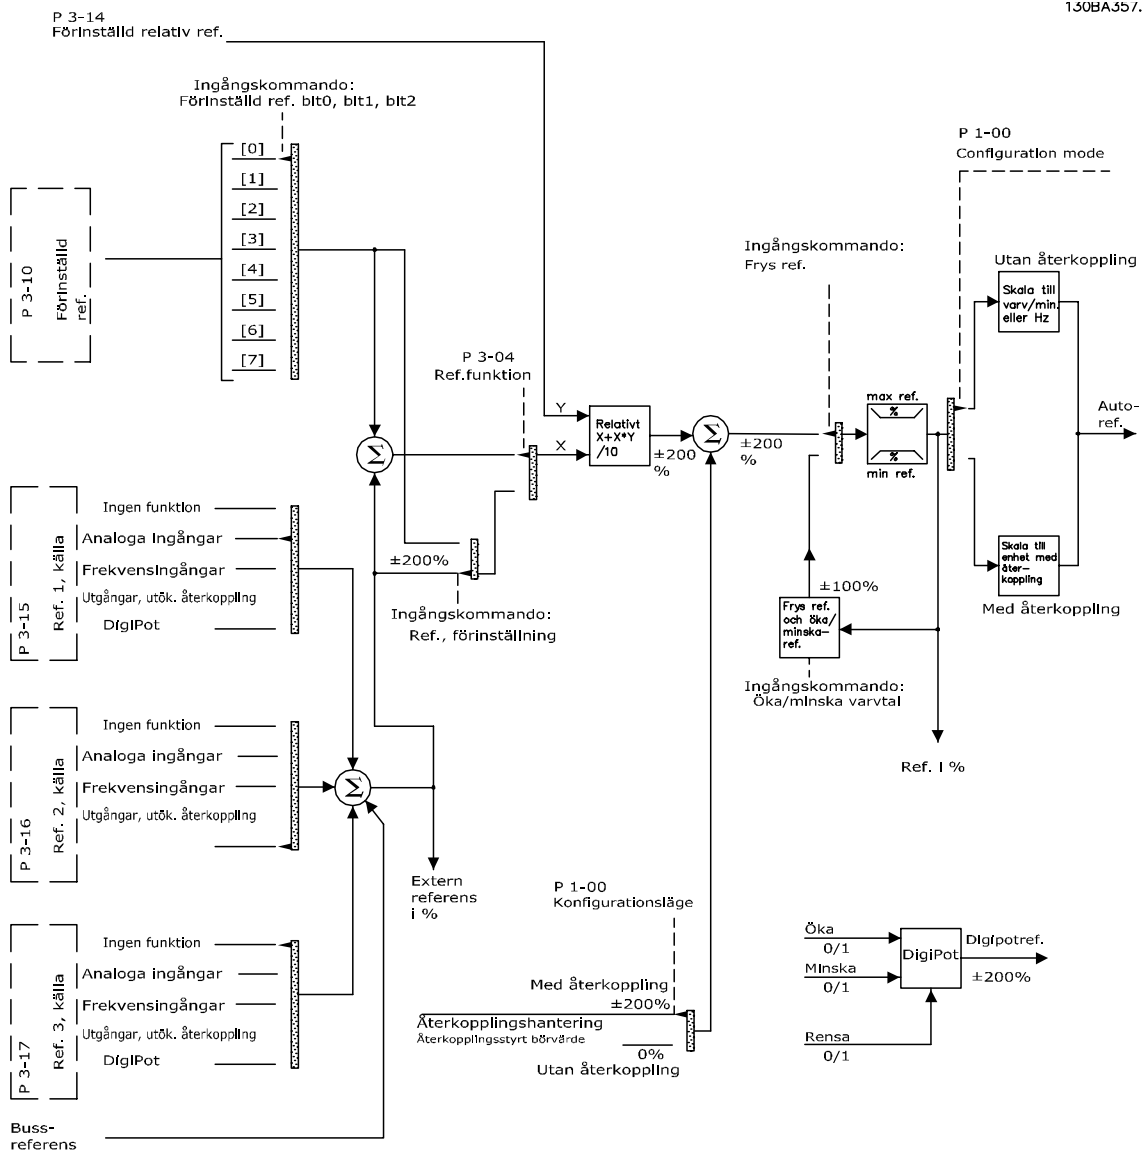 130BA357.
P 3-14
Förinställd relativ ref.
Ingångskommando:
Förinställd ref. bit0, bit1, bit2
[0]
[1]
[2]
[3]
[4]
[5]
[6]
[7]
P 3-10
Förinställd
ref.
P 1-00
Configuration mode
Ingångskommando:
Frys ref.
Utan återkoppling
Skala till
varv/min.
eller Hz
P 3-04
Ref.funktion
Y
X
Relativt
X+X*Y
/10
±200
%
Σ
±200
%
max ref.
%
%
min ref.
Auto-
ref.
Σ
P 3-15
Ref. 1, källa
Ingen funktion
Analoga ingångar
Frekvensingångar
Utgångar, utök. återkoppling
DigiPot
±200%
Ingångskommando:
Ref., förinställning
±100%
Frys ref.
och öka/
minska-
ref.
Ingångskommando:
Öka/minska varvtal
Skala till
enhet med
åter-
koppling
Med återkoppling
Ref. i %
P 3-16
Ref. 2, källa
Ingen funktion
Analoga ingångar
Frekvensingångar
Utgångar, utök. återkoppling
Σ
Extern
referens
i %
P 1-00
Konfigurationsläge
P 3-17
Ref. 3, källa
Ingen funktion
Analoga ingångar
Frekvensingångar
Utgångar, utök. återkoppling
DigiPot
Med återkoppling
±200%
Återkopplingshantering
Återkopplingsstyrt börvärde
0%
Utan återkoppling
Öka
0/1
Minska
0/1
Rensa
0/1
DigiPot
Digipotref.
±200%
Buss-
referens